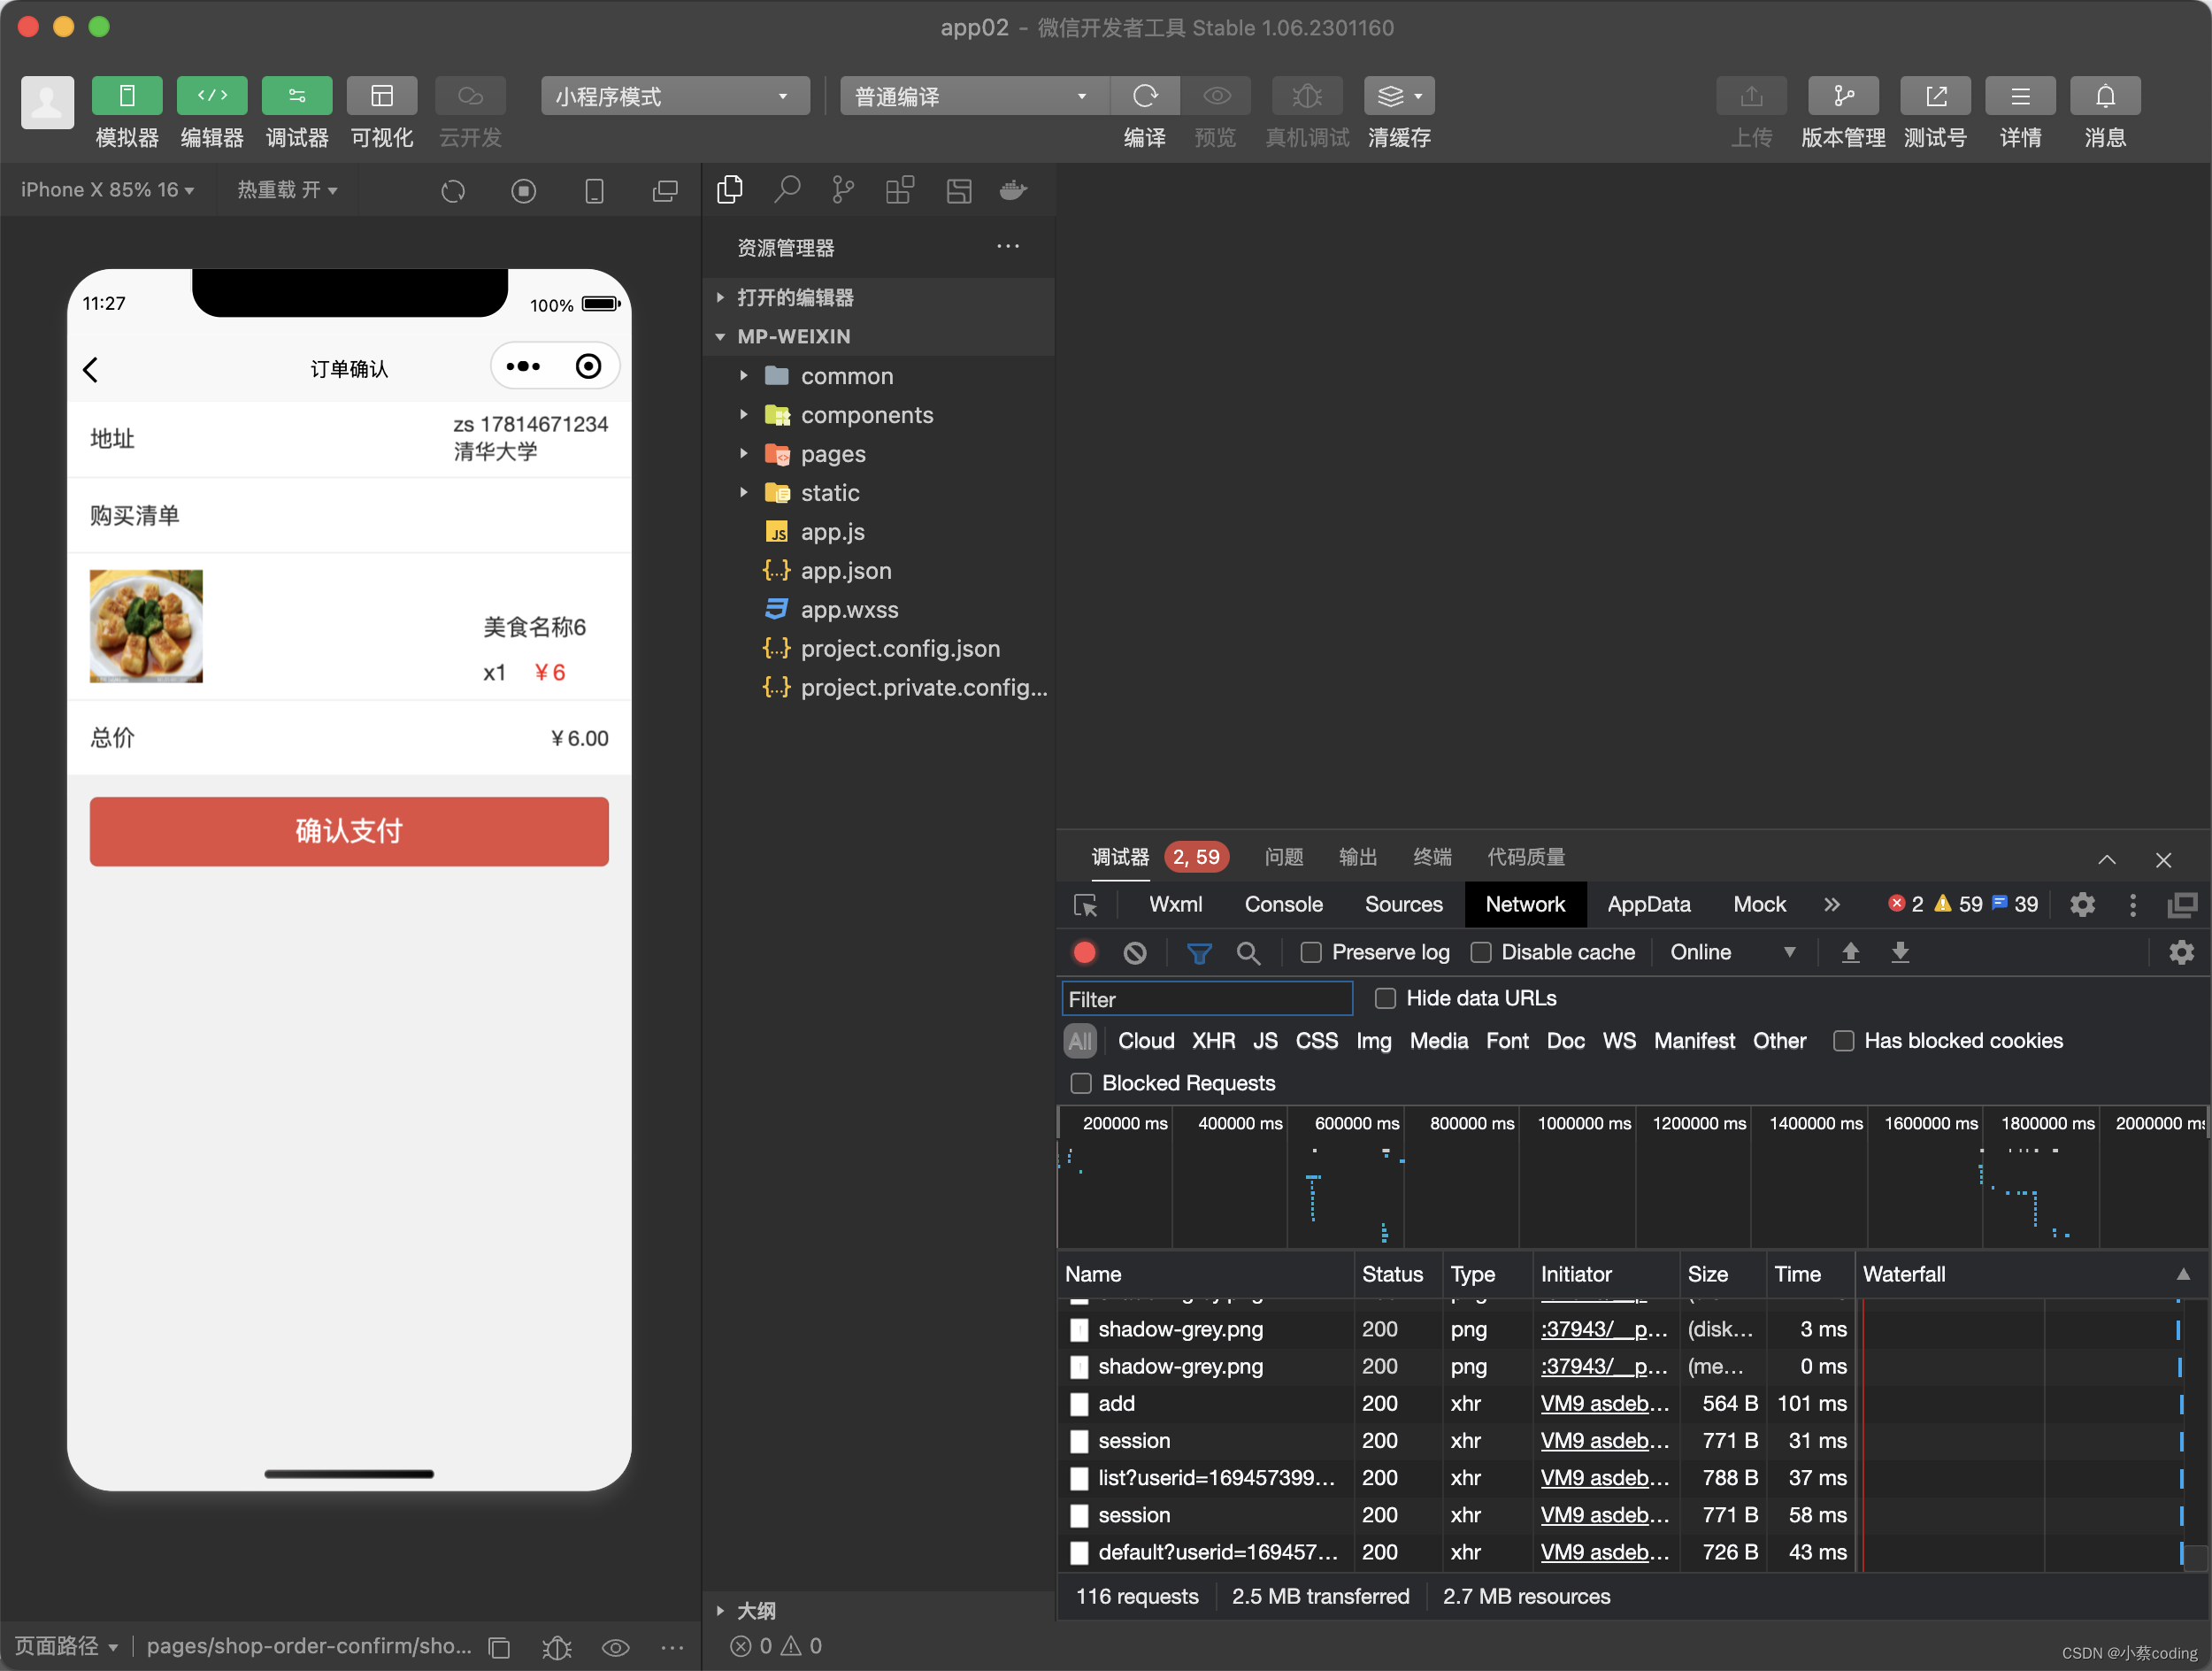 app02 - 微信开发者工具 Stable 1.06.2301160
模拟器 编辑器 调试器 可视化 云开发
小程序模式 普通编译
编译 预览 真机调试 清缓存
上传 版本管理 测试号 详情 消息
iPhone X 85% 16 热重载 开
11:27 100%
订单确认
地址
zs 17814671234
清华大学
购买清单
美食名称6
x1 ¥6
总价 ¥6.00
确认支付
页面路径 pages/shop-order-confirm/sho...
资源管理器
打开的编辑器
MP-WEIXIN
common
components
pages
static
app.js
app.json
app.wxss
project.config.json
project.private.config...
大纲
0 0
调试器 2, 59 问题 输出 终端 代码质量
Wxml Console Sources Network AppData Mock 2 59 39
Preserve log Disable cache Online
Filter Hide data URLs
All Cloud XHR JS CSS Img Media Font Doc WS Manifest Other Has blocked cookies
Blocked Requests
200000 ms 400000 ms 600000 ms 800000 ms 1000000 ms 1200000 ms 1400000 ms 1600000 ms 1800000 ms 2000000 ms
Name Status Type Initiator Size Time Waterfall
shadow-grey.png 200 png :37943/__p... (disk... 3 ms
shadow-grey.png 200 png :37943/__p... (me... 0 ms
add 200 xhr VM9 asdeb... 564 B 101 ms
session 200 xhr VM9 asdeb... 771 B 31 ms
list?userid=169457399... 200 xhr VM9 asdeb... 788 B 37 ms
session 200 xhr VM9 asdeb... 771 B 58 ms
default?userid=169457... 200 xhr VM9 asdeb... 726 B 43 ms
116 requests 2.5 MB transferred 2.7 MB resources
CSDN @小蔡coding